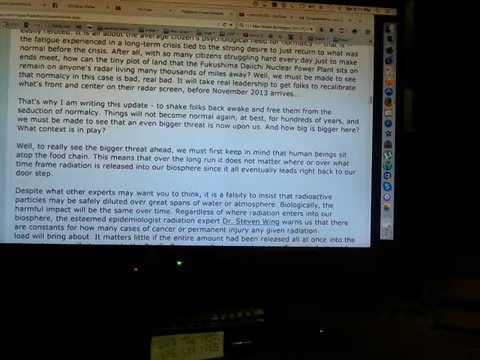 easily refuted. It is all about the average citizen's psychological need for normalcy -- that is
the fatigue experienced in a long-term crisis tied to the strong desire to just return to what was
normal before the crisis. After all, with so many citizens struggling hard every day just to make
ends meet, how can the tiny plot of land that the Fukushima Daiichi Nuclear Power Plant sits on
remain on anyone's radar living many thousands of miles away? Well, we must be made to see
that normalcy in this case is bad, real bad. It will take real leadership to get folks to recalibrate
what's front and center on their radar screen, before November 2013 arrives...
That's why I am writing this update - to shake folks back awake and free them from the
seduction of normalcy. Things will not become normal again, at best, for hundreds of years, and
we must be made to see that an even bigger threat is now upon us. And how big is bigger here?
What context is in play?
Well, to really see the bigger threat ahead, we must first keep in mind that human beings sit
atop the food chain. This means that over the long run it does not matter where or over what
time frame radiation is released into our biosphere since it all eventually leads right back to our
door step.
Despite what other experts may want you to think, it is a falsity to insist that radioactive
particles may be safely diluted over great spans of water or atmosphere. Biologically, the
harmful impact will be the same over time. Regardless of where radiation enters into our
biosphere, the esteemed epidemiologist radiation expert Dr. Steven Wing warns us that there
are constants for how many cases of cancer or permanent injury any given radiation
load will bring about. It matters little if the entire amount had been released all at once into the